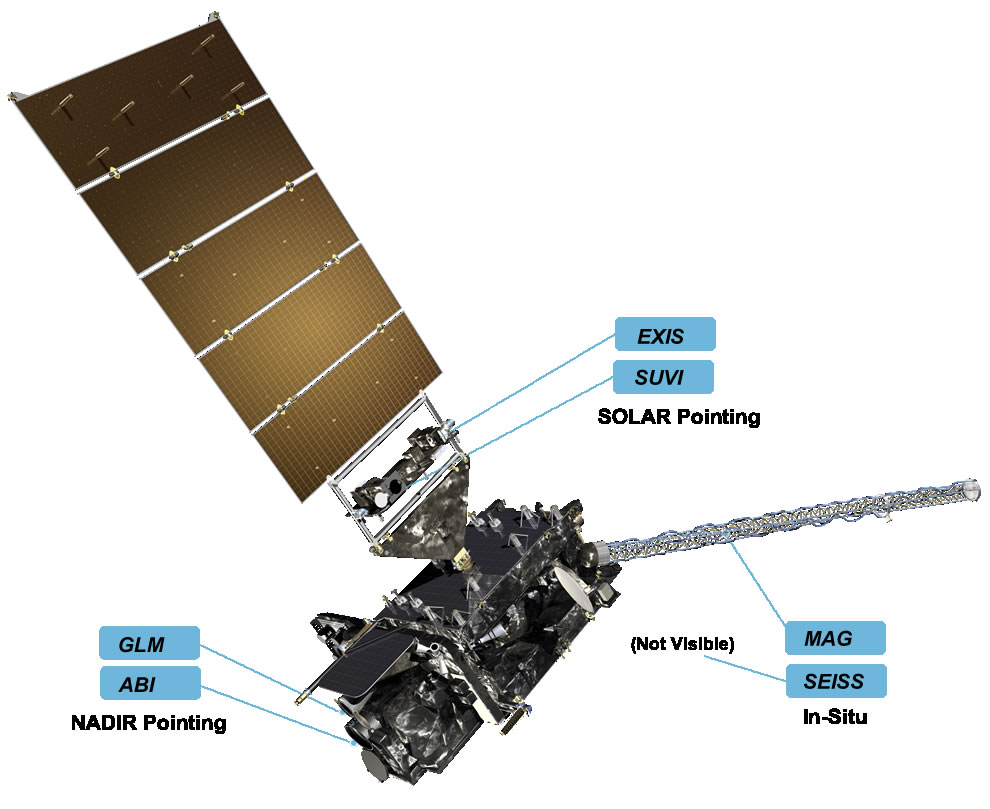 EXIS
SUVI
SOLAR Pointing
GLM
ABI
NADIR Pointing
(Not Visible)
MAG
SEISS
In-Situ